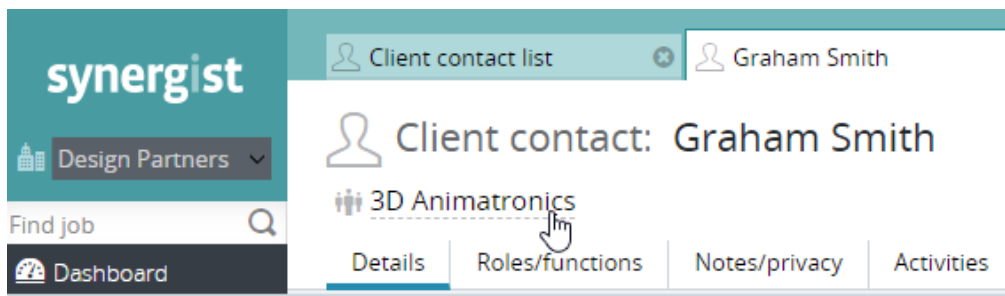 synergist
Design Partners
Find job
Dashboard
Client contact list
Graham Smith
Client contact: Graham Smith
3D Animatronics
Details Roles/functions Notes/privacy Activities